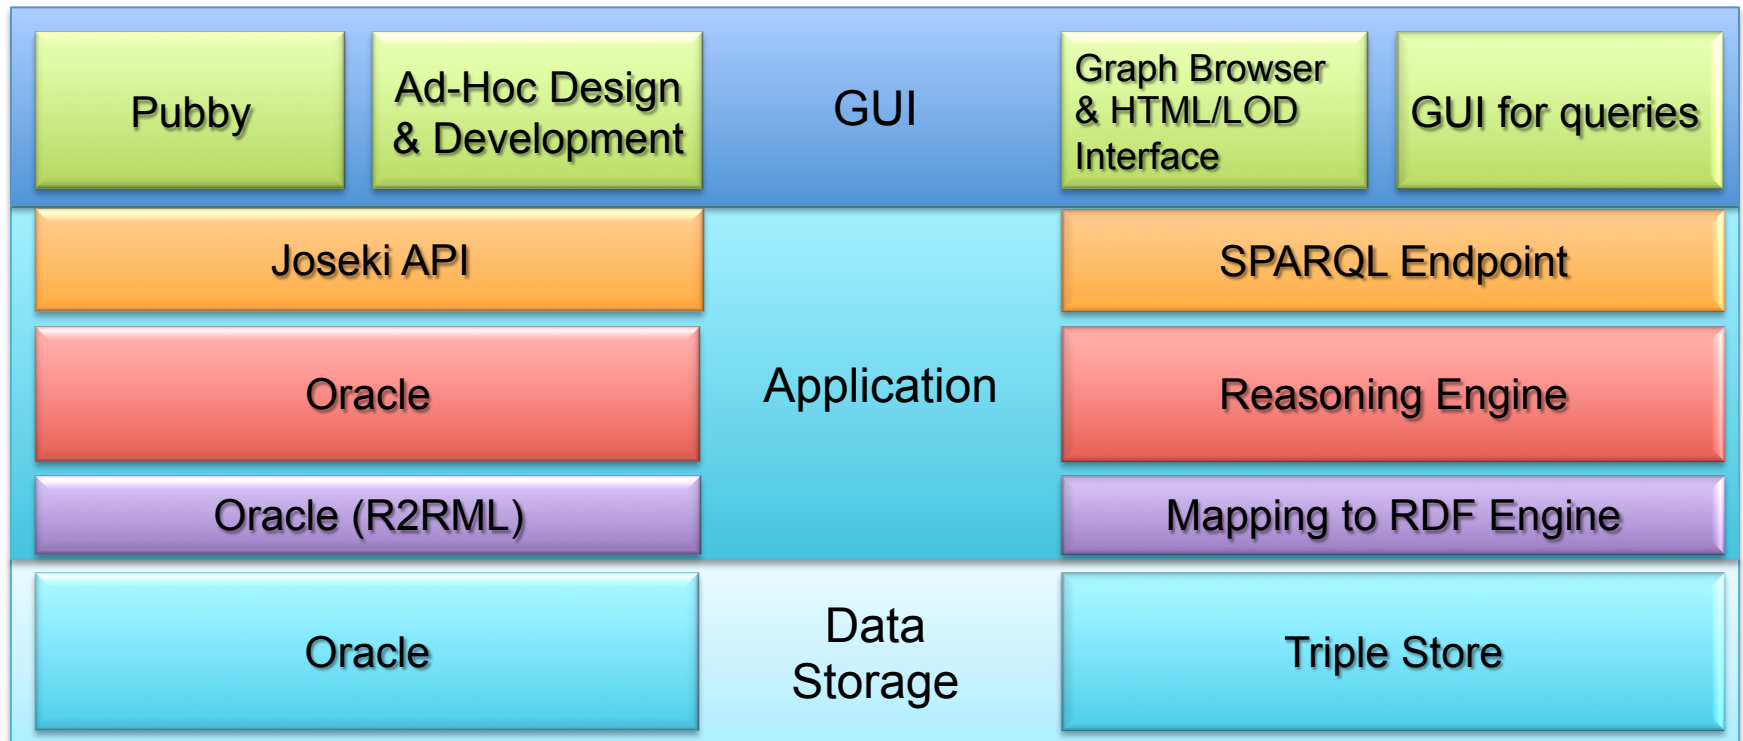 Pubby
Ad-Hoc Design
& Development
GUI
Graph Browser
& HTML/LOD
Interface
GUI for queries
Joseki API
SPARQL Endpoint
Oracle
Application
Reasoning Engine
Oracle (R2RML)
Mapping to RDF Engine
Oracle
Data
Storage
Triple Store